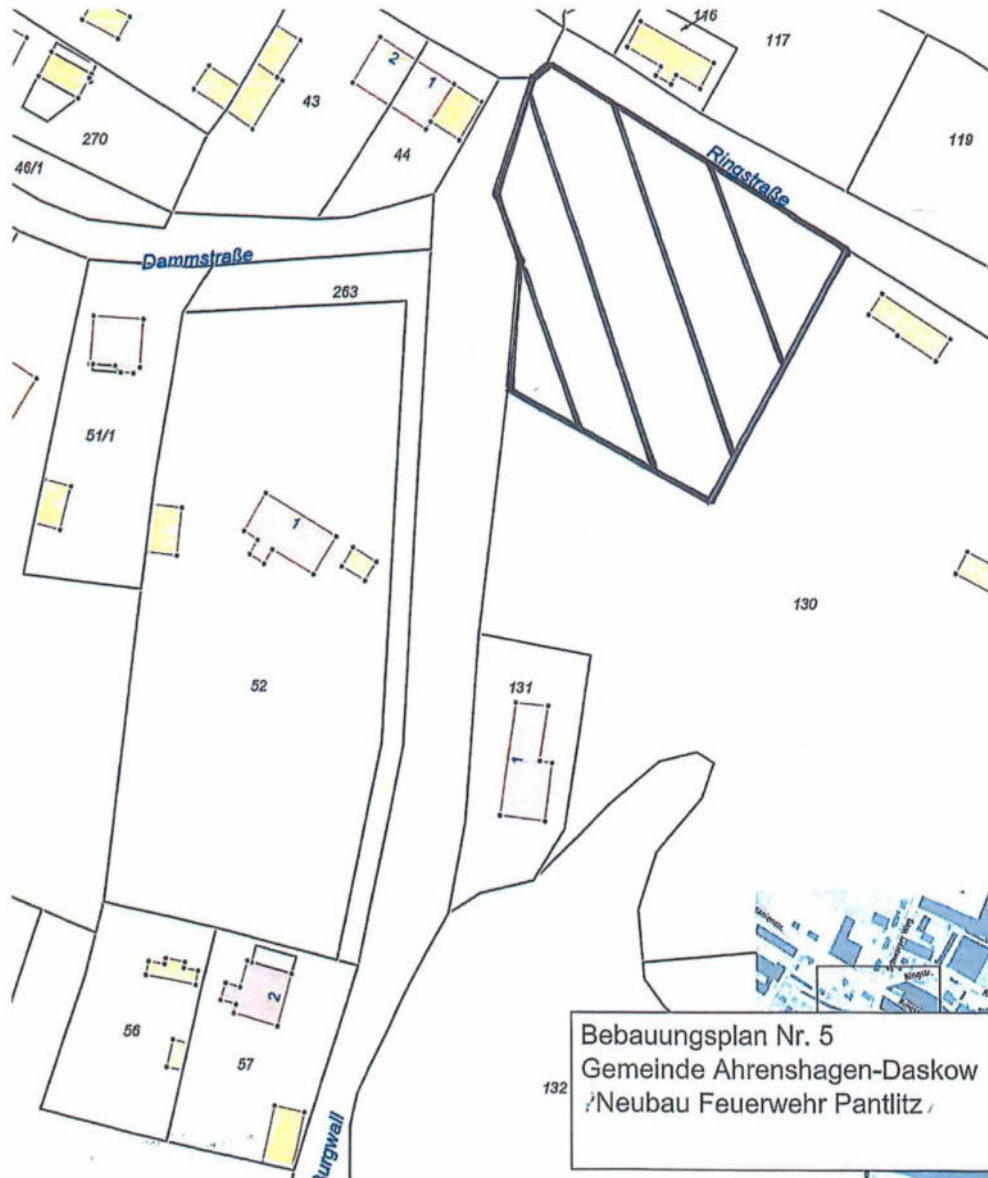 116
117
2
1
43
270
119
44
46/1
Ringstraße
Dammstraße
263
51/1
1
130
52
131
1
Ringstr.
2
56
57
132
Burgwall
Bebauungsplan Nr. 5
Gemeinde Ahrenshagen-Daskow
Neubau Feuerwehr Pantlitz